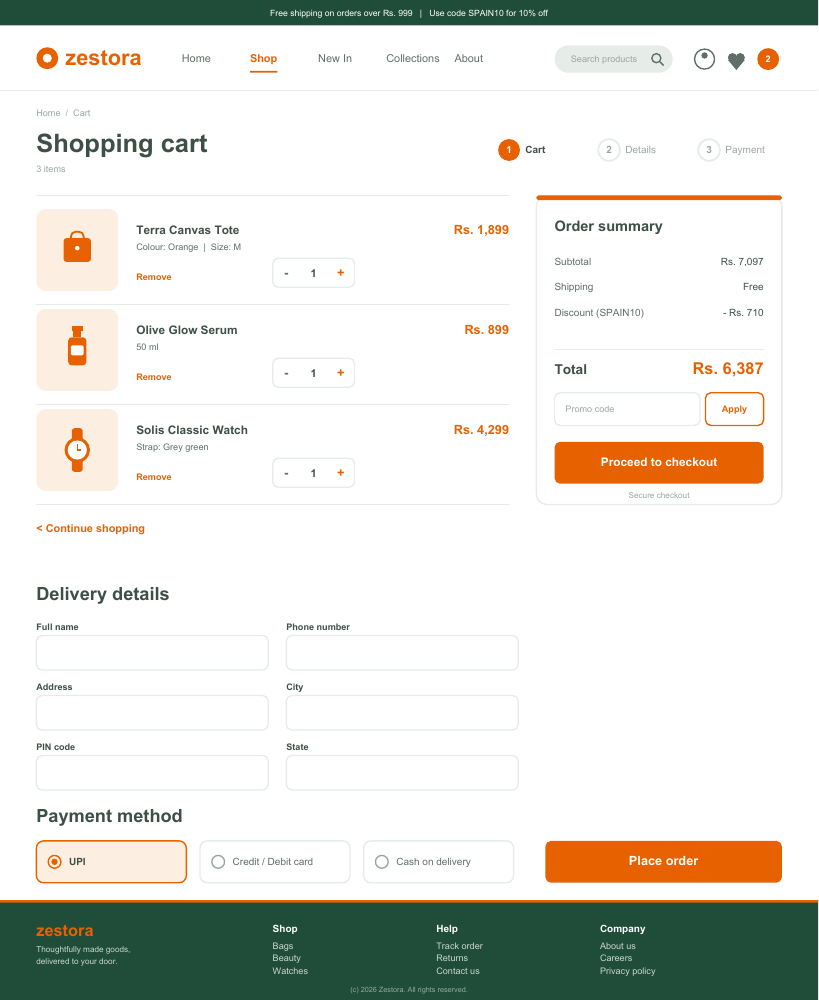 Free shipping on orders over Rs. 999 | Use code SPAIN10 for 10% off
zestora Home Shop New In Collections About Search products 2
Home / Cart
Shopping cart
3 items
1 Cart 2 Details 3 Payment
Terra Canvas Tote Rs. 1,899
Colour: Orange | Size: M
Remove - 1 +
Olive Glow Serum Rs. 899
50 ml
Remove - 1 +
Solis Classic Watch Rs. 4,299
Strap: Grey green
Remove - 1 +
< Continue shopping
Order summary
Subtotal Rs. 7,097
Shipping Free
Discount (SPAIN10) - Rs. 710
Total Rs. 6,387
Promo code Apply
Proceed to checkout
Secure checkout
Delivery details
Full name Phone number
Address City
PIN code State
Payment method
UPI Credit / Debit card Cash on delivery Place order
zestora
Thoughtfully made goods,
delivered to your door.
Shop
Bags
Beauty
Watches
Help
Track order
Returns
Contact us
Company
About us
Careers
Privacy policy
(c) 2026 Zestora. All rights reserved.